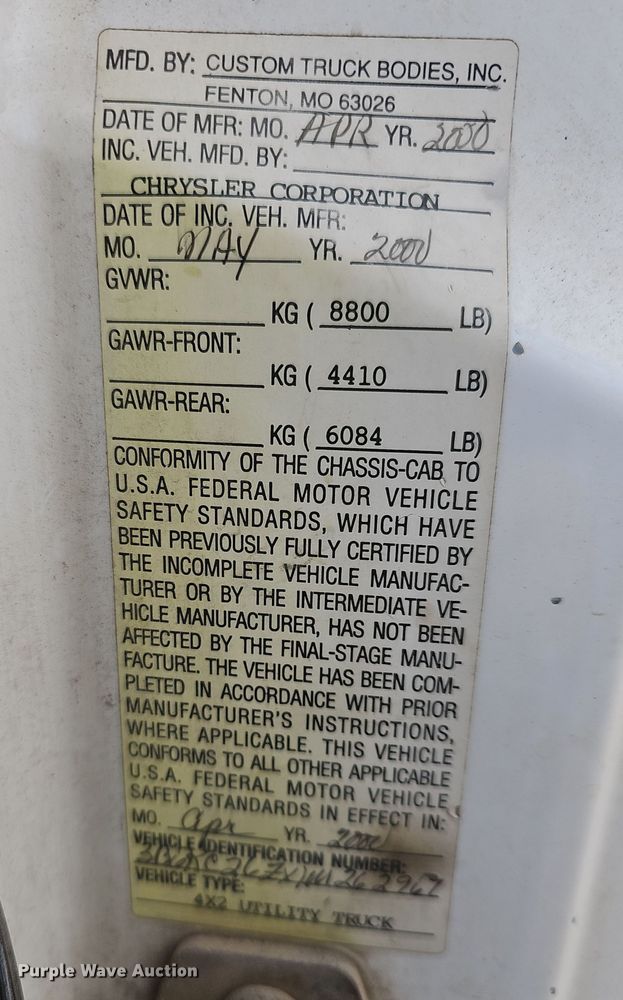 MFD. BY: CUSTOM TRUCK BODIES, INC.
FENTON, MO 63026
DATE OF MFR: MO. APR YR. 2000
INC. VEH. MFD. BY:
CHRYSLER CORPORATION
DATE OF INC. VEH. MFR:
MO. MAY YR. 2000
GVWR:
KG ( 8800 LB)
GAWR-FRONT:
KG ( 4410 LB)
GAWR-REAR:
KG ( 6084 LB)
CONFORMITY OF THE CHASSIS-CAB TO
U.S.A. FEDERAL MOTOR VEHICLE
SAFETY STANDARDS, WHICH HAVE
BEEN PREVIOUSLY FULLY CERTIFIED BY
THE INCOMPLETE VEHICLE MANUFAC-
TURER OR BY THE INTERMEDIATE VE-
HICLE MANUFACTURER, HAS NOT BEEN
AFFECTED BY THE FINAL-STAGE MANU-
FACTURE. THE VEHICLE HAS BEEN COM-
PLETED IN ACCORDANCE WITH PRIOR
MANUFACTURER'S INSTRUCTIONS,
WHERE APPLICABLE. THIS VEHICLE
CONFORMS TO ALL OTHER APPLICABLE
U.S.A. FEDERAL MOTOR VEHICLE
SAFETY STANDARDS IN EFFECT IN:
MO. Apr YR. 2000
VEHICLE IDENTIFICATION NUMBER:
VEHICLE TYPE:
4X2 UTILITY TRUCK
Purple Wave Auction